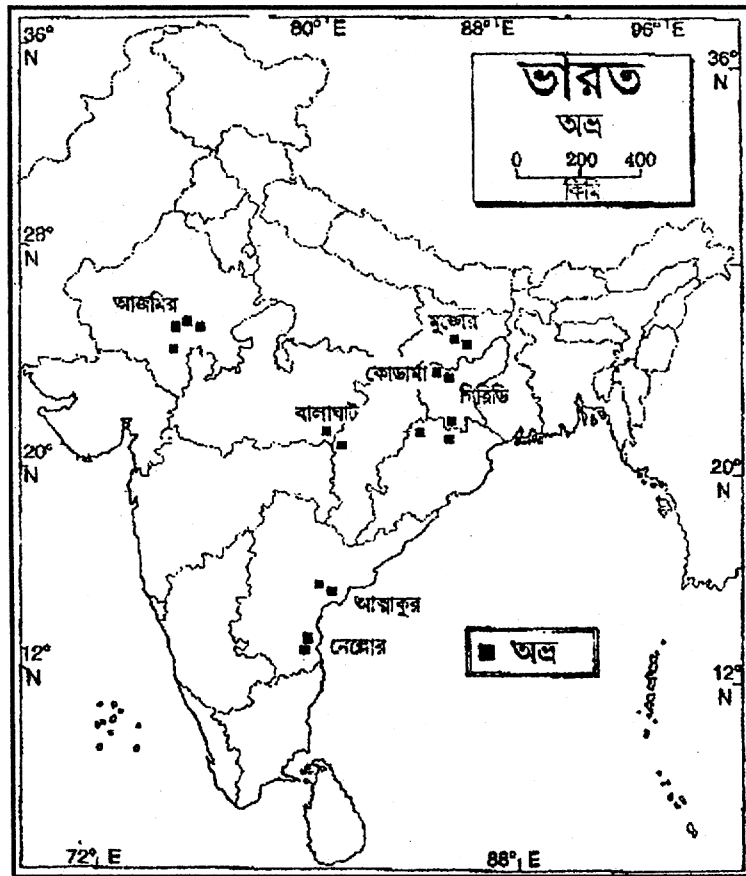 36°
N
80° E
88° E
96° E
36°
N
ভারত
অভ্র
0 200 400
কিমি
28°
N
28°
N
আজমির
মুঙ্গের
কোডার্মা
গিরিডি
বালাঘাট
20°
N
20°
N
আত্মাকুর
নেল্লোর
অভ্র
12°
N
12°
N
72° E
88° E